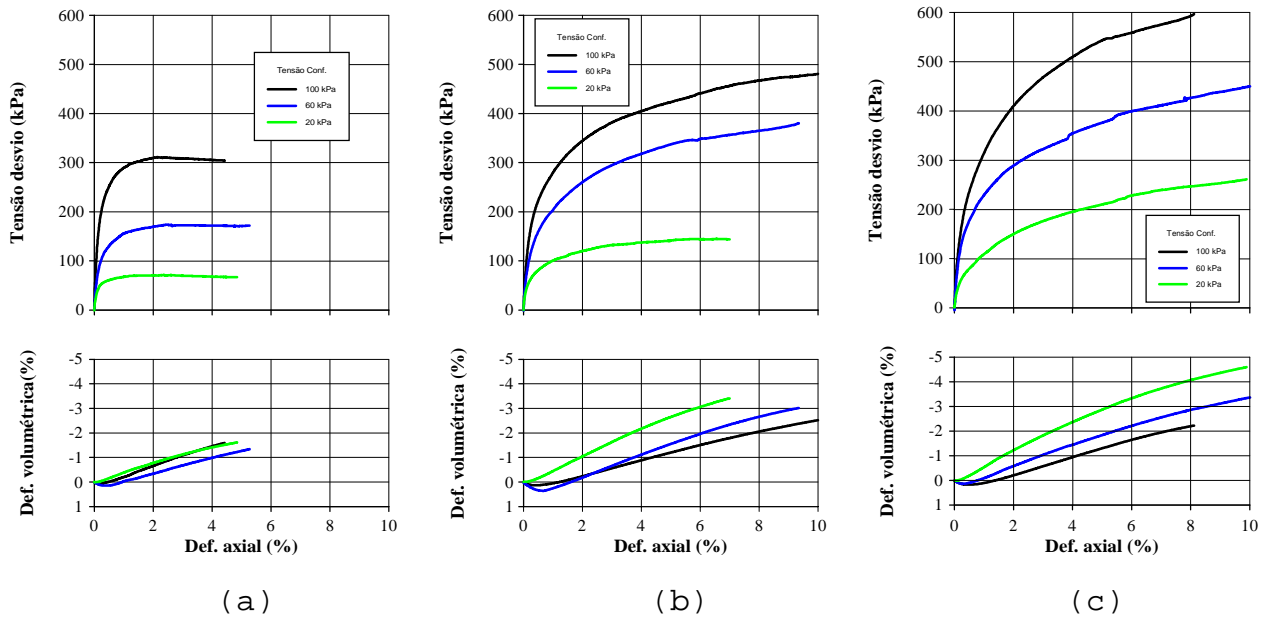 Tensão desvio (kPa)
600
500
400
300
200
100
0
Tensão Conf.
100 kPa
60 kPa
20 kPa
Def. volumétrica(%)
-5
-4
-3
-2
-1
0
1
0 2 4 6 8 10
Def. axial (%)
(a)
Tensão desvio (kPa)
600
500
400
300
200
100
0
Tensão Conf.
100 kPa
60 kPa
20 kPa
Def. volumétrica (%)
-5
-4
-3
-2
-1
0
1
0 2 4 6 8 10
Def. axial (%)
(b)
Tensão desvio (kPa)
600
500
400
300
200
100
0
Tensão Conf.
100 kPa
60 kPa
20 kPa
Def. volumétrica (%)
-5
-4
-3
-2
-1
0
1
0 2 4 6 8 10
Def. axial (%)
(c)